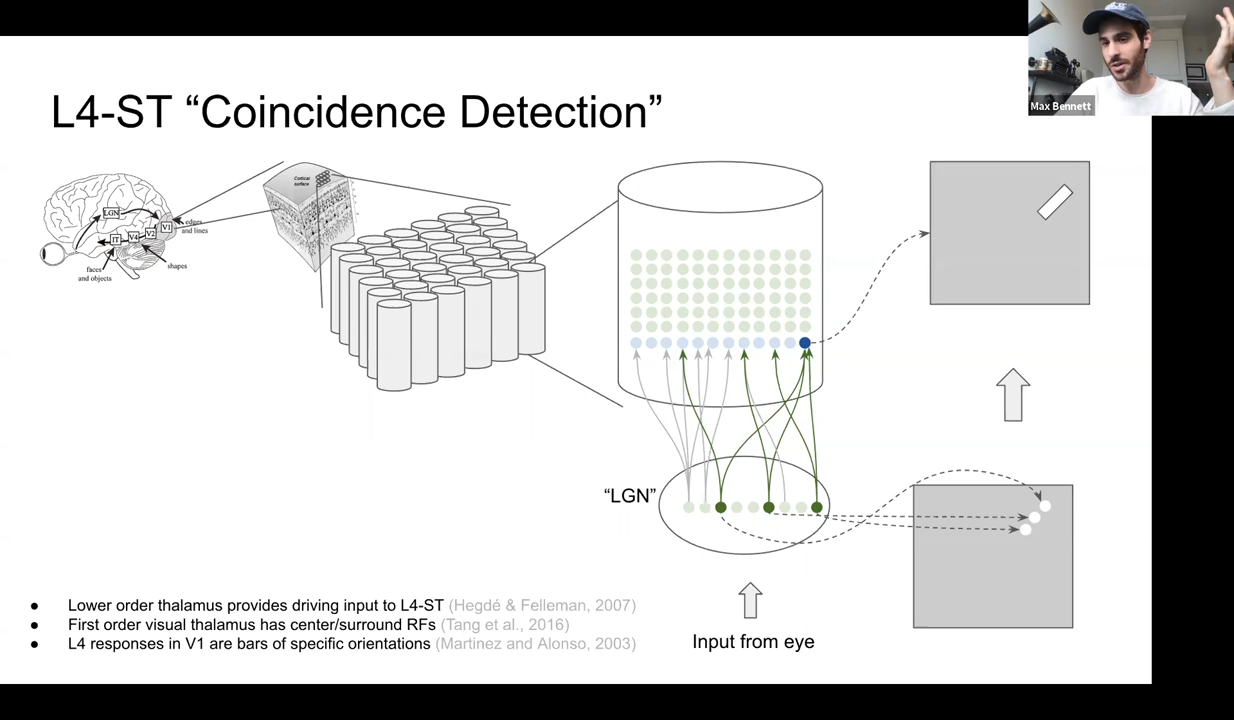 Max Bennett
L4-ST “Coincidence Detection”
LGN
V1
edges
and lines
IT
V4
V2
faces
and objects
shapes
Cortical
surface
“LGN”
Input from eye
● Lower order thalamus provides driving input to L4-ST (Hegdé & Felleman, 2007)
● First order visual thalamus has center/surround RFs (Tang et al., 2016)
● L4 responses in V1 are bars of specific orientations (Martinez and Alonso, 2003)